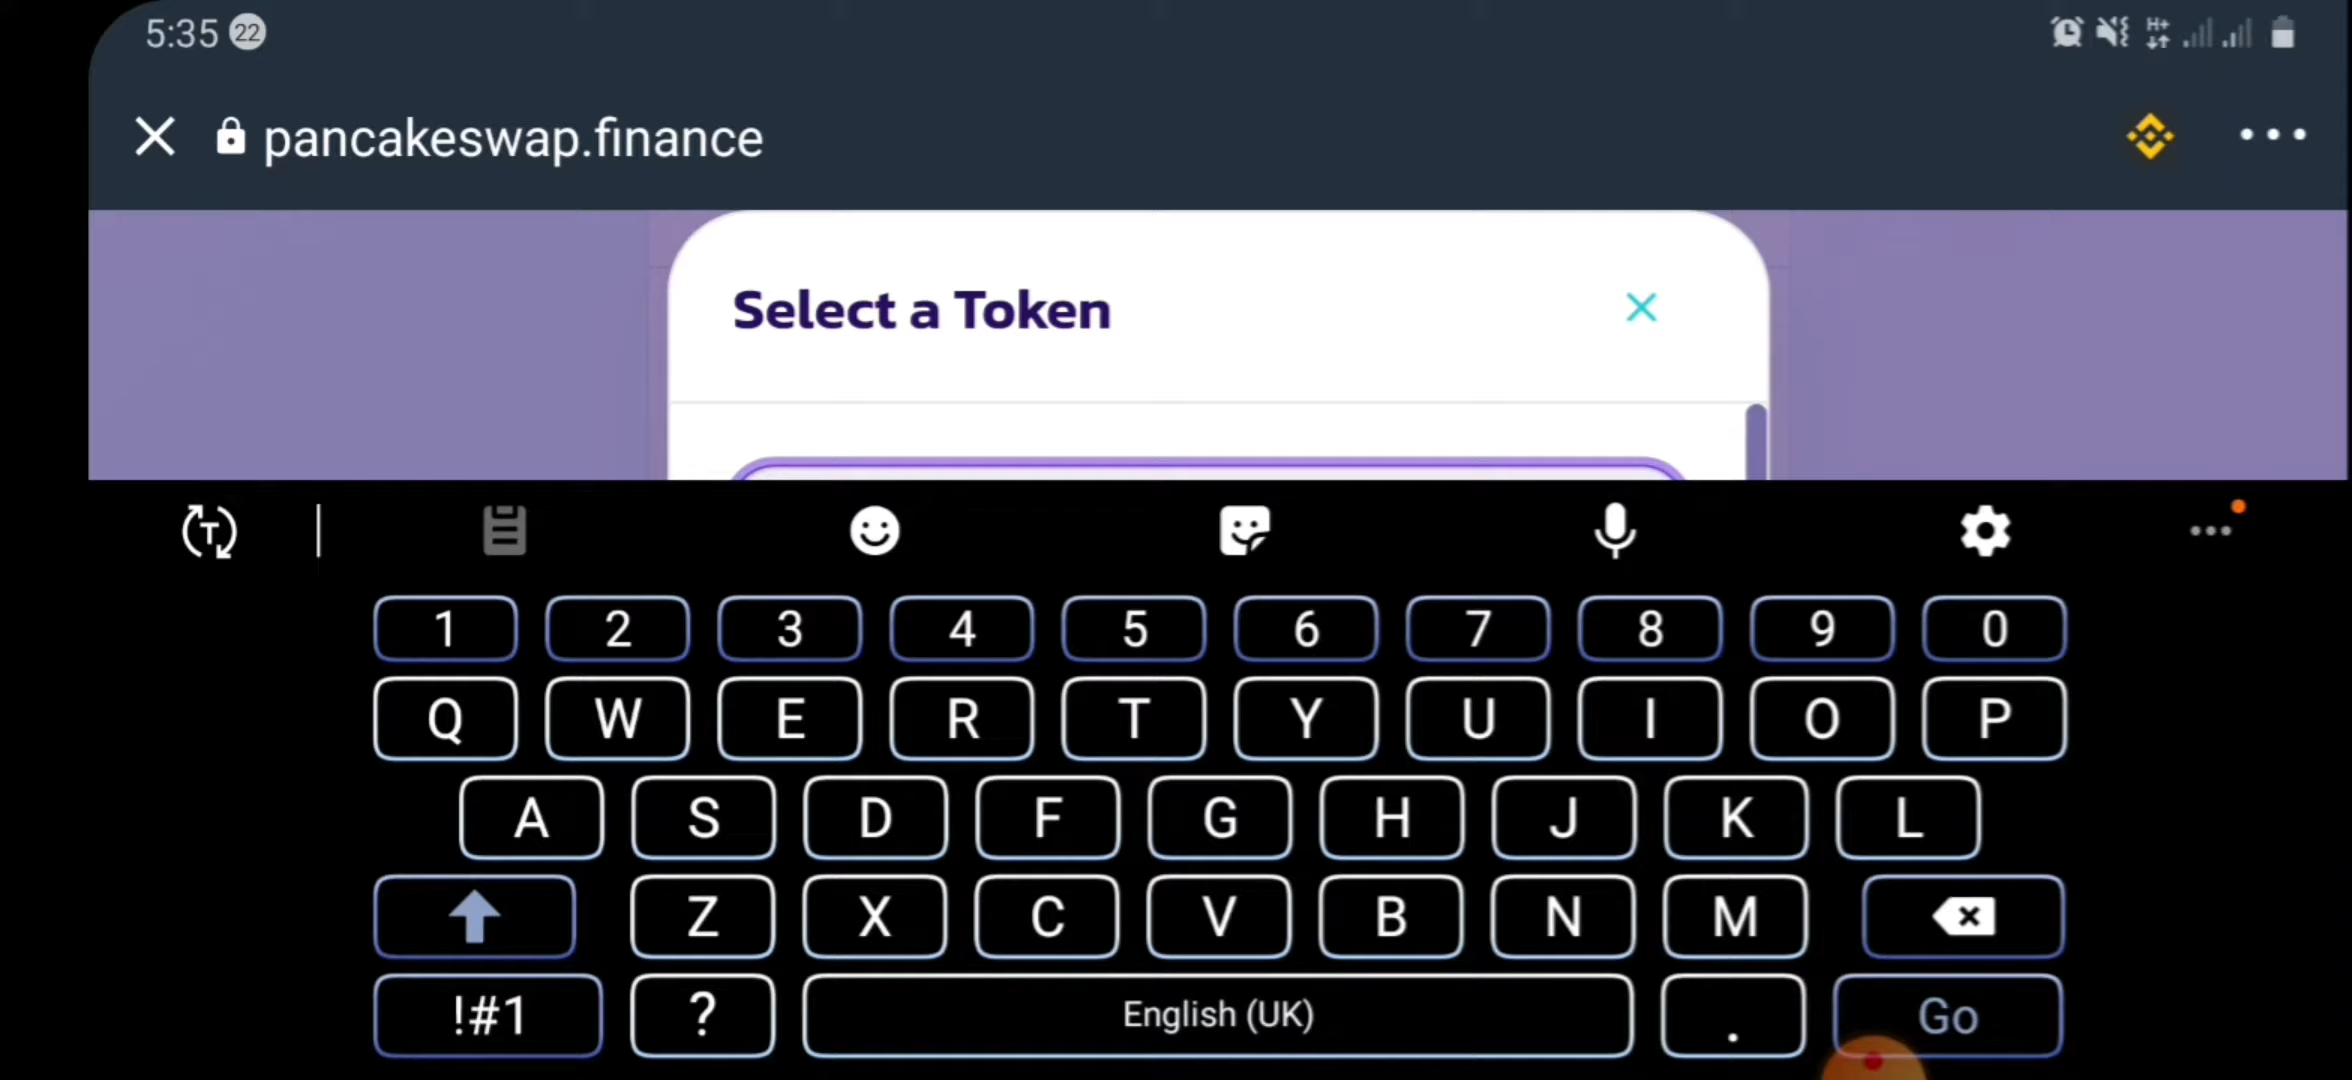 5:35 22 H+
pancakeswap.finance
Select a Token
T
1 2 3 4 5 6 7 8 9 0
Q W E R T Y U I O P
A S D F G H J K L
Z X C V B N M
!#1 ? English (UK) . Go